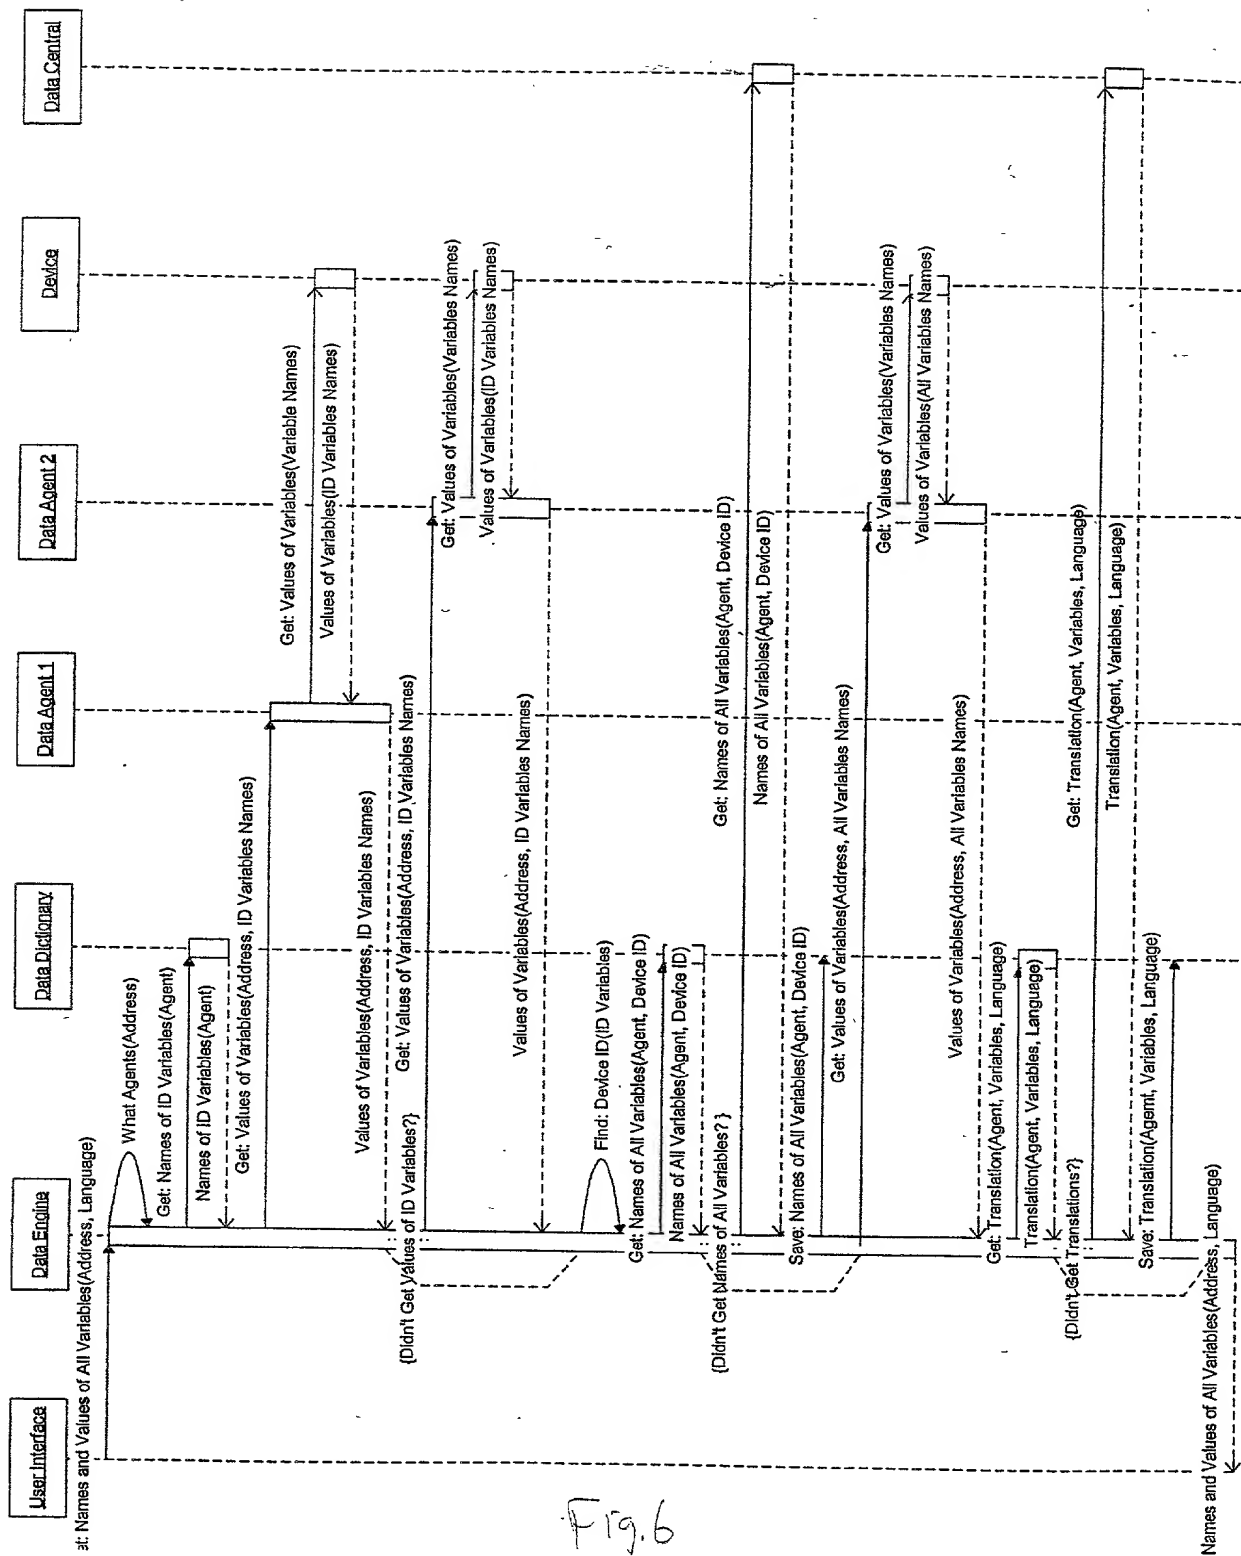 User Interface
Data Engine
Data Dictionary
Data Agent 1
Data Agent 2
Device
Data Central
et: Names and Values of All Variables(Address, Language)
What Agents(Address)
Get: Names of ID Variables(Agent)
Names of ID Variables(Agent)
Get: Values of Variables(Address, ID Variables Names)
Get: Values of Variables(Variable Names)
Values of Variables(ID Variables Names)
Values of Variables(Address, ID Variables Names)
{Didn't Get Values of ID Variables?}
Get: Values of Variables(Address, ID Variables Names)
Get: Values of Variables(Variables Names)
Values of Variables(ID Variables Names)
Values of Variables(Address, ID Variables Names)
Find: Device ID(ID Variables)
Get: Names of All Variables(Agent, Device ID)
Names of All Variables(Agent, Device ID)
{Didn't Get Names of All Variables? }
Get: Names of All Variables(Agent, Device ID)
Names of All Variables(Agent, Device ID)
Save: Names of All Variables(Agent, Device ID)
Get: Values of Variables(Address, All Variables Names)
Get: Values of Variables(Variables Names)
Values of Variables(All Variables Names)
Values of Variables(Address, All Variables Names)
Get: Translation(Agent, Variables, Language)
Translation(Agent, Variables, Language)
{Didn't Get Translations?}
Get: Translation(Agent, Variables, Language)
Translation(Agent, Variables, Language)
Save: Translation(Agemt, Variables, Language)
Names and Values of All Variables(Address, Language)
Fig.6